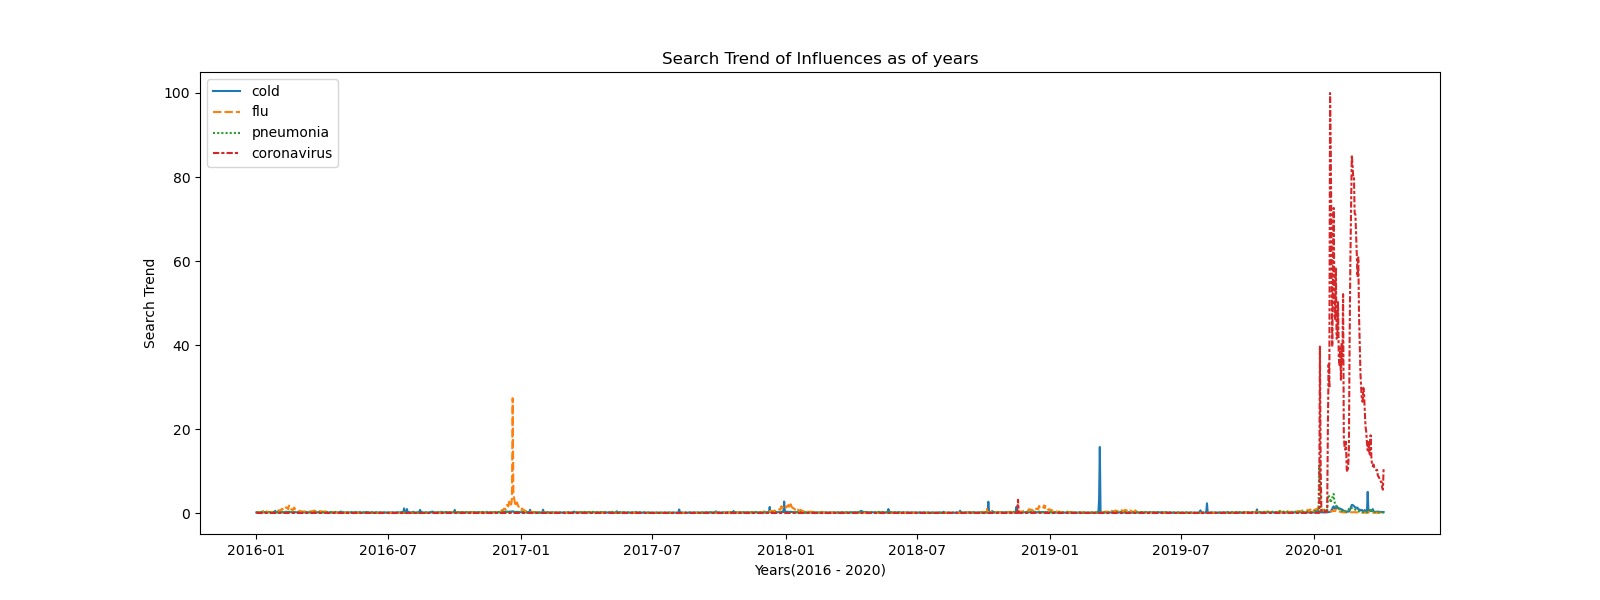 Search Trend of Influences as of years
cold
flu
pneumonia
coronavirus
100
80
60
40
20
0
Search Trend
2016-01 2016-07 2017-01 2017-07 2018-01 2018-07 2019-01 2019-07 2020-01
Years(2016 - 2020)